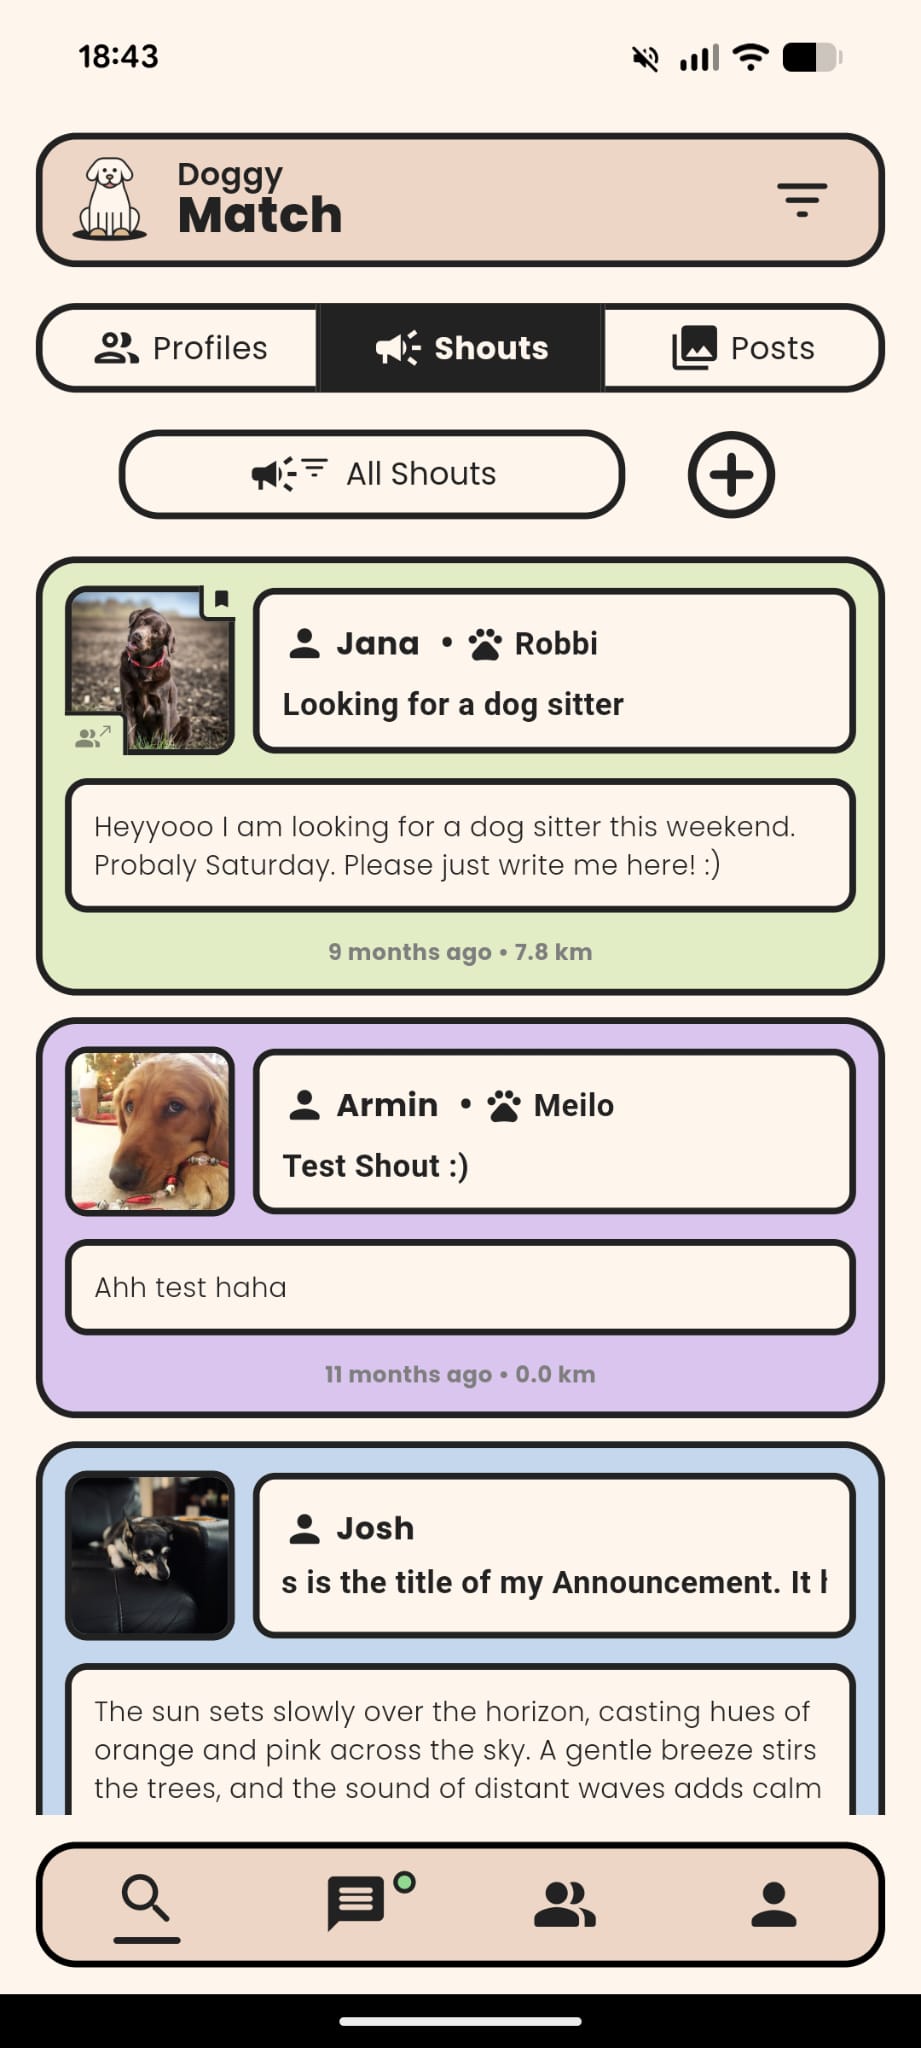 18:43
Doggy
Match
Profiles
Shouts
Posts
All Shouts
Jana • Robbi
Looking for a dog sitter
Heyyooo I am looking for a dog sitter this weekend.
Probaly Saturday. Please just write me here! :)
9 months ago • 7.8 km
Armin • Meilo
Test Shout :)
Ahh test haha
11 months ago • 0.0 km
Josh
s is the title of my Announcement. It
The sun sets slowly over the horizon, casting hues of
orange and pink across the sky. A gentle breeze stirs
the trees, and the sound of distant waves adds calm